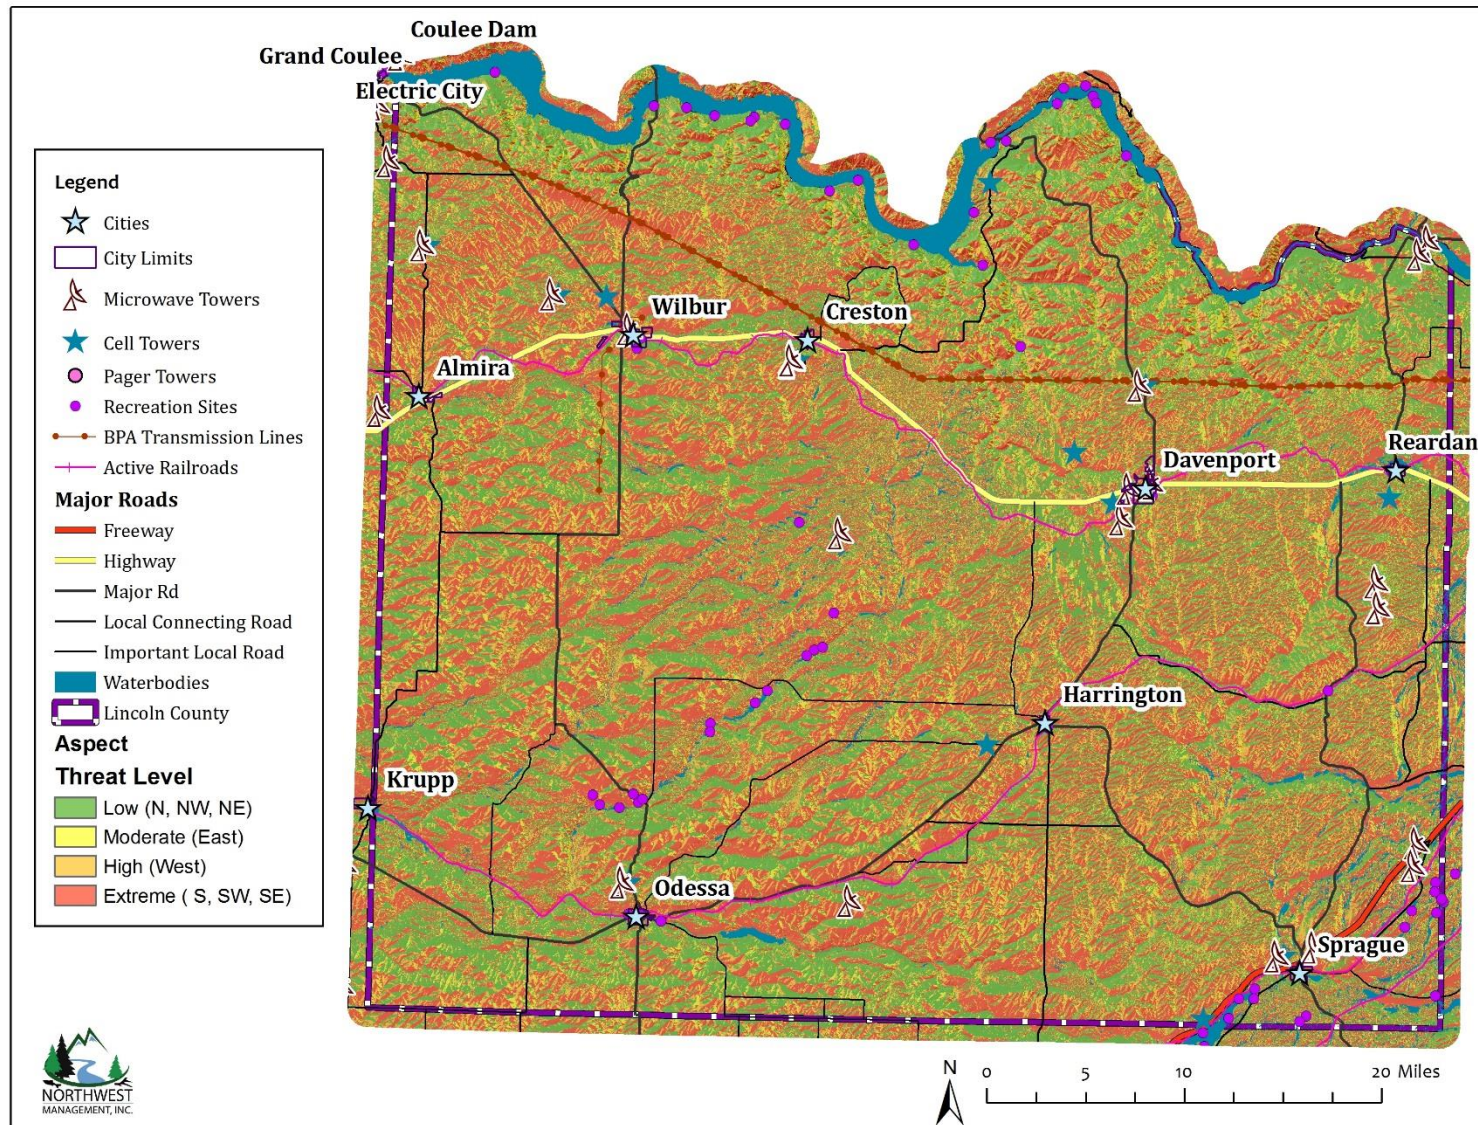 Coulee Dam
Grand Coulee
Electric City
Legend
Cities
City Limits
Microwave Towers
Cell Towers
Pager Towers
Recreation Sites
BPA Transmission Lines
Active Railroads
Major Roads
Freeway
Highway
Major Rd
Local Connecting Road
Important Local Road
Waterbodies
Lincoln County
Aspect
Threat Level
Low (N, NW, NE)
Moderate (East)
High (West)
Extreme ( S, SW, SE)
Wilbur
Creston
Almira
Reardan
Davenport
Harrington
Krupp
Odessa
Sprague
NORTHWEST
MANAGEMENT, INC.
N
0 5 10 20 Miles